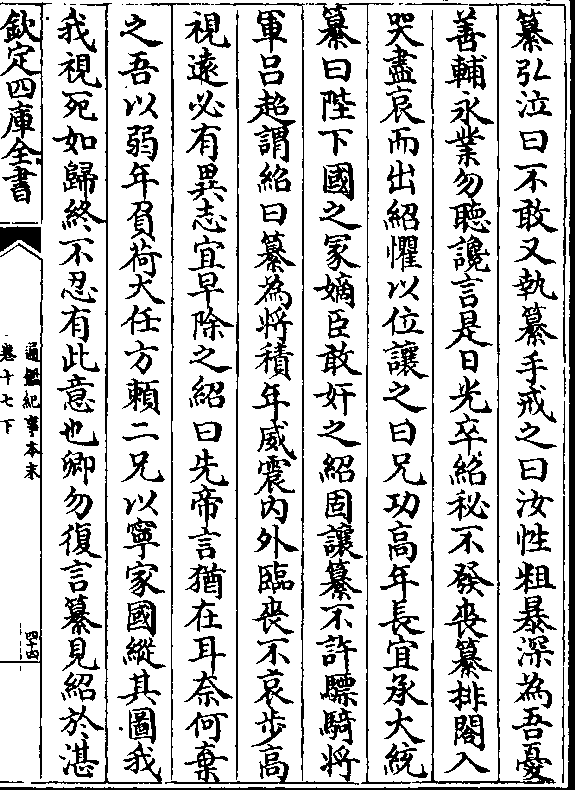 纂弘泣曰不敢又執纂手戒之曰汝性粗暴深為吾憂
善輔永業勿聽讒言是日光卒紹秘不發喪纂排閤入
哭盡哀而出紹懼以位讓之曰兄功高年長宜承大統
纂曰陛下國之冢嫡臣敢奸之紹固讓纂不許驃騎將
軍呂超謂紹曰纂為將積年威震內外臨喪不哀步高
視遠必有異志宜早除之紹曰先帝言猶在耳奈何棄
之吾以弱年負荷大任方賴二兄以寧家國縱其圖我
我視死如歸終不忍有此意也卿勿復言纂見紹於湛
欽定四庫全書
通鑑紀事本末
卷十七下
四十四